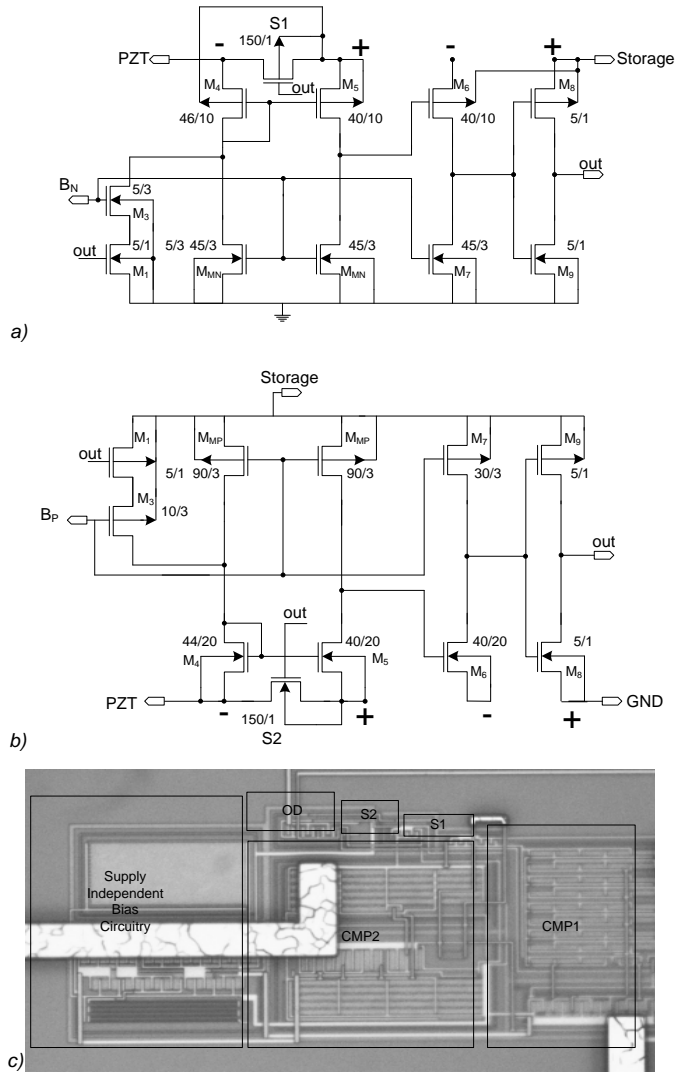 S1
150/1
- +
PZT
out
M4 M5
46/10 40/10
- +
Storage
M6 M8
40/10 5/1
BN
5/3
M3
out
out
5/1 5/3 45/3 45/3 45/3 5/1
M1 MMN MMN M7 M9
a)
Storage
M1 MMP MMP M7 M9
out
5/1 90/3 90/3 30/3 5/1
M3
BP
10/3
out
out
44/20 40/20 40/20 5/1
M4 M5 M6 M8
PZT
- + - +
GND
150/1
S2
b)
OD S2 S1
Supply
Independent
Bias
Circuitry
CMP2
CMP1
c)